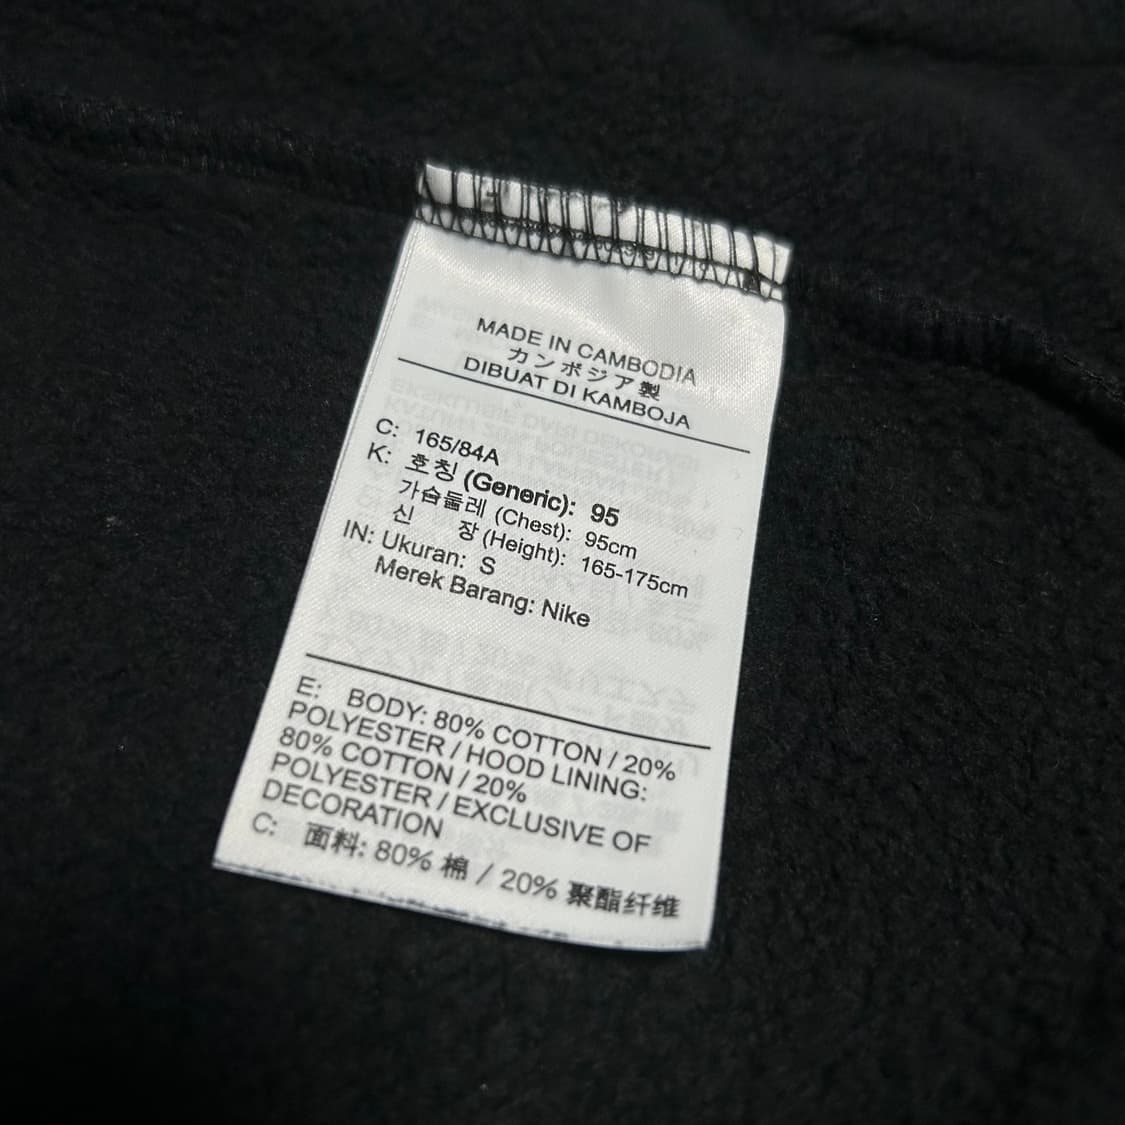 MADE IN CAMBODIA
カンボジア製
DIBUAT DI KAMBOJA
C: 165/84A
K: 호칭 (Generic): 95
가슴둘레 (Chest): 95cm
신 장 (Height): 165-175cm
IN: Ukuran: S
Merek Barang: Nike
E: BODY: 80% COTTON / 20%
POLYESTER / HOOD LINING:
80% COTTON / 20%
POLYESTER / EXCLUSIVE OF
DECORATION
C: 面料: 80% 棉 / 20% 聚酯纤维